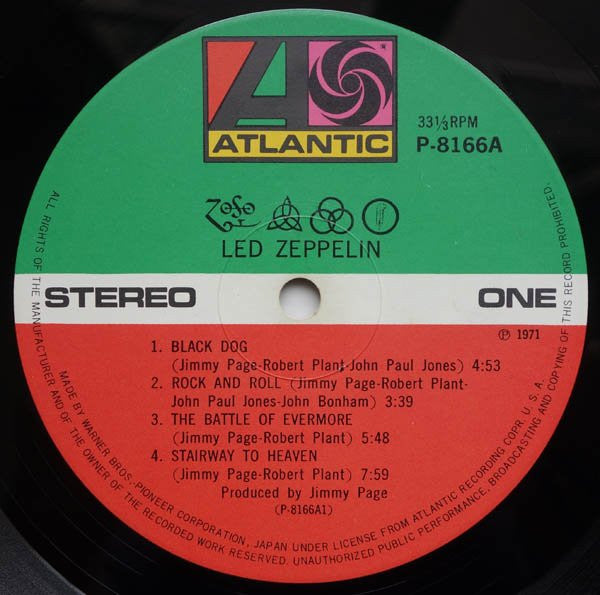 ATLANTIC
33⅓RPM
P-8166A
ZoSo
LED ZEPPELIN
STEREO
ONE
Ⓟ 1971
1. BLACK DOG
(Jimmy Page-Robert Plant-John Paul Jones) 4:53
2. ROCK AND ROLL (Jimmy Page-Robert Plant-
John Paul Jones-John Bonham) 3:39
3. THE BATTLE OF EVERMORE
(Jimmy Page-Robert Plant) 5:48
4. STAIRWAY TO HEAVEN
(Jimmy Page-Robert Plant) 7:59
Produced by Jimmy Page
(P-8166A1)
ALL RIGHTS OF THE MANUFACTURER AND OF THE OWNER OF THE RECORDED WORK RESERVED. UNAUTHORIZED PUBLIC PERFORMANCE, BROADCASTING AND COPYING OF THIS RECORD PROHIBITED.
MADE BY WARNER BROS.-PIONEER CORPORATION, JAPAN UNDER LICENSE FROM ATLANTIC RECORDING COPR. U.S.A.